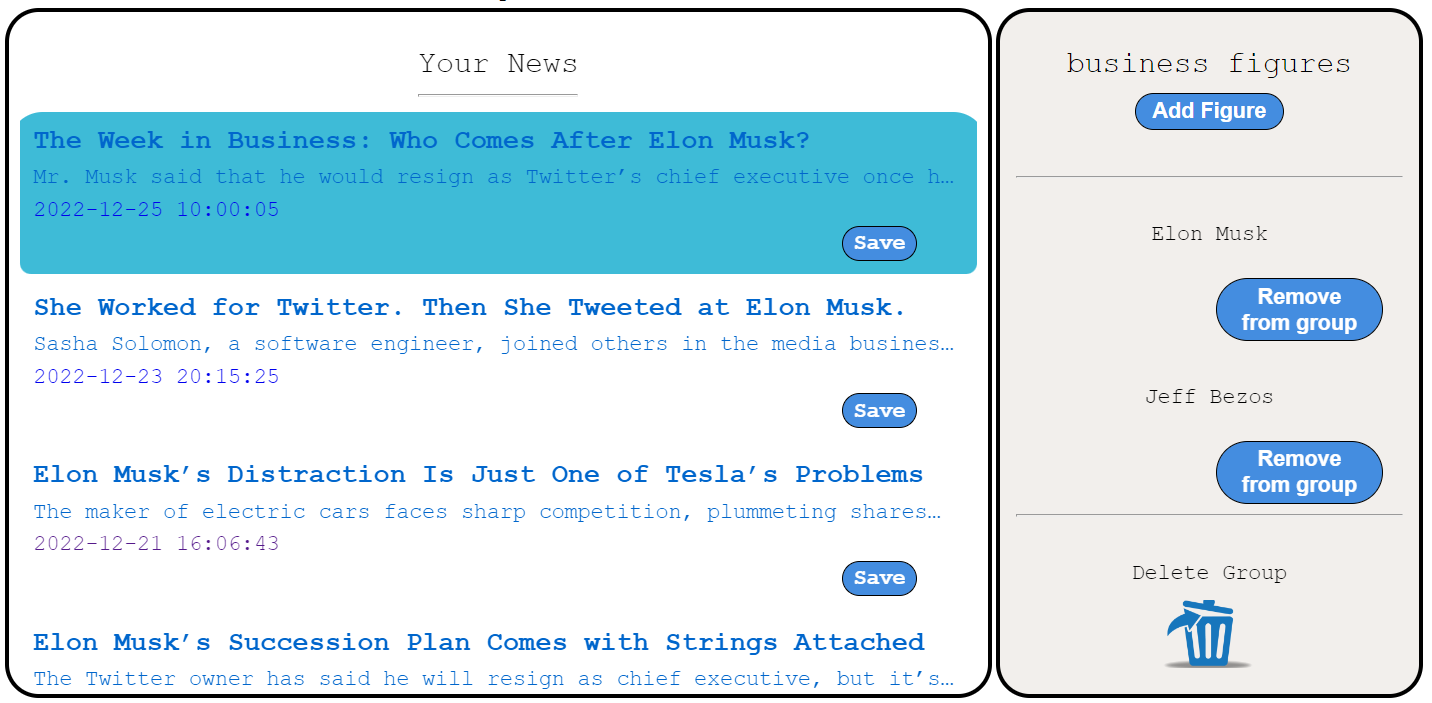 Your News
The Week in Business: Who Comes After Elon Musk?
Mr. Musk said that he would resign as Twitter’s chief executive once h…
2022-12-25 10:00:05
Save
She Worked for Twitter. Then She Tweeted at Elon Musk.
Sasha Solomon, a software engineer, joined others in the media busines…
2022-12-23 20:15:25
Save
Elon Musk’s Distraction Is Just One of Tesla’s Problems
The maker of electric cars faces sharp competition, plummeting shares…
2022-12-21 16:06:43
Save
Elon Musk’s Succession Plan Comes with Strings Attached
The Twitter owner has said he will resign as chief executive, but it’s…
business figures
Add Figure
Elon Musk
Remove
from group
Jeff Bezos
Remove
from group
Delete Group